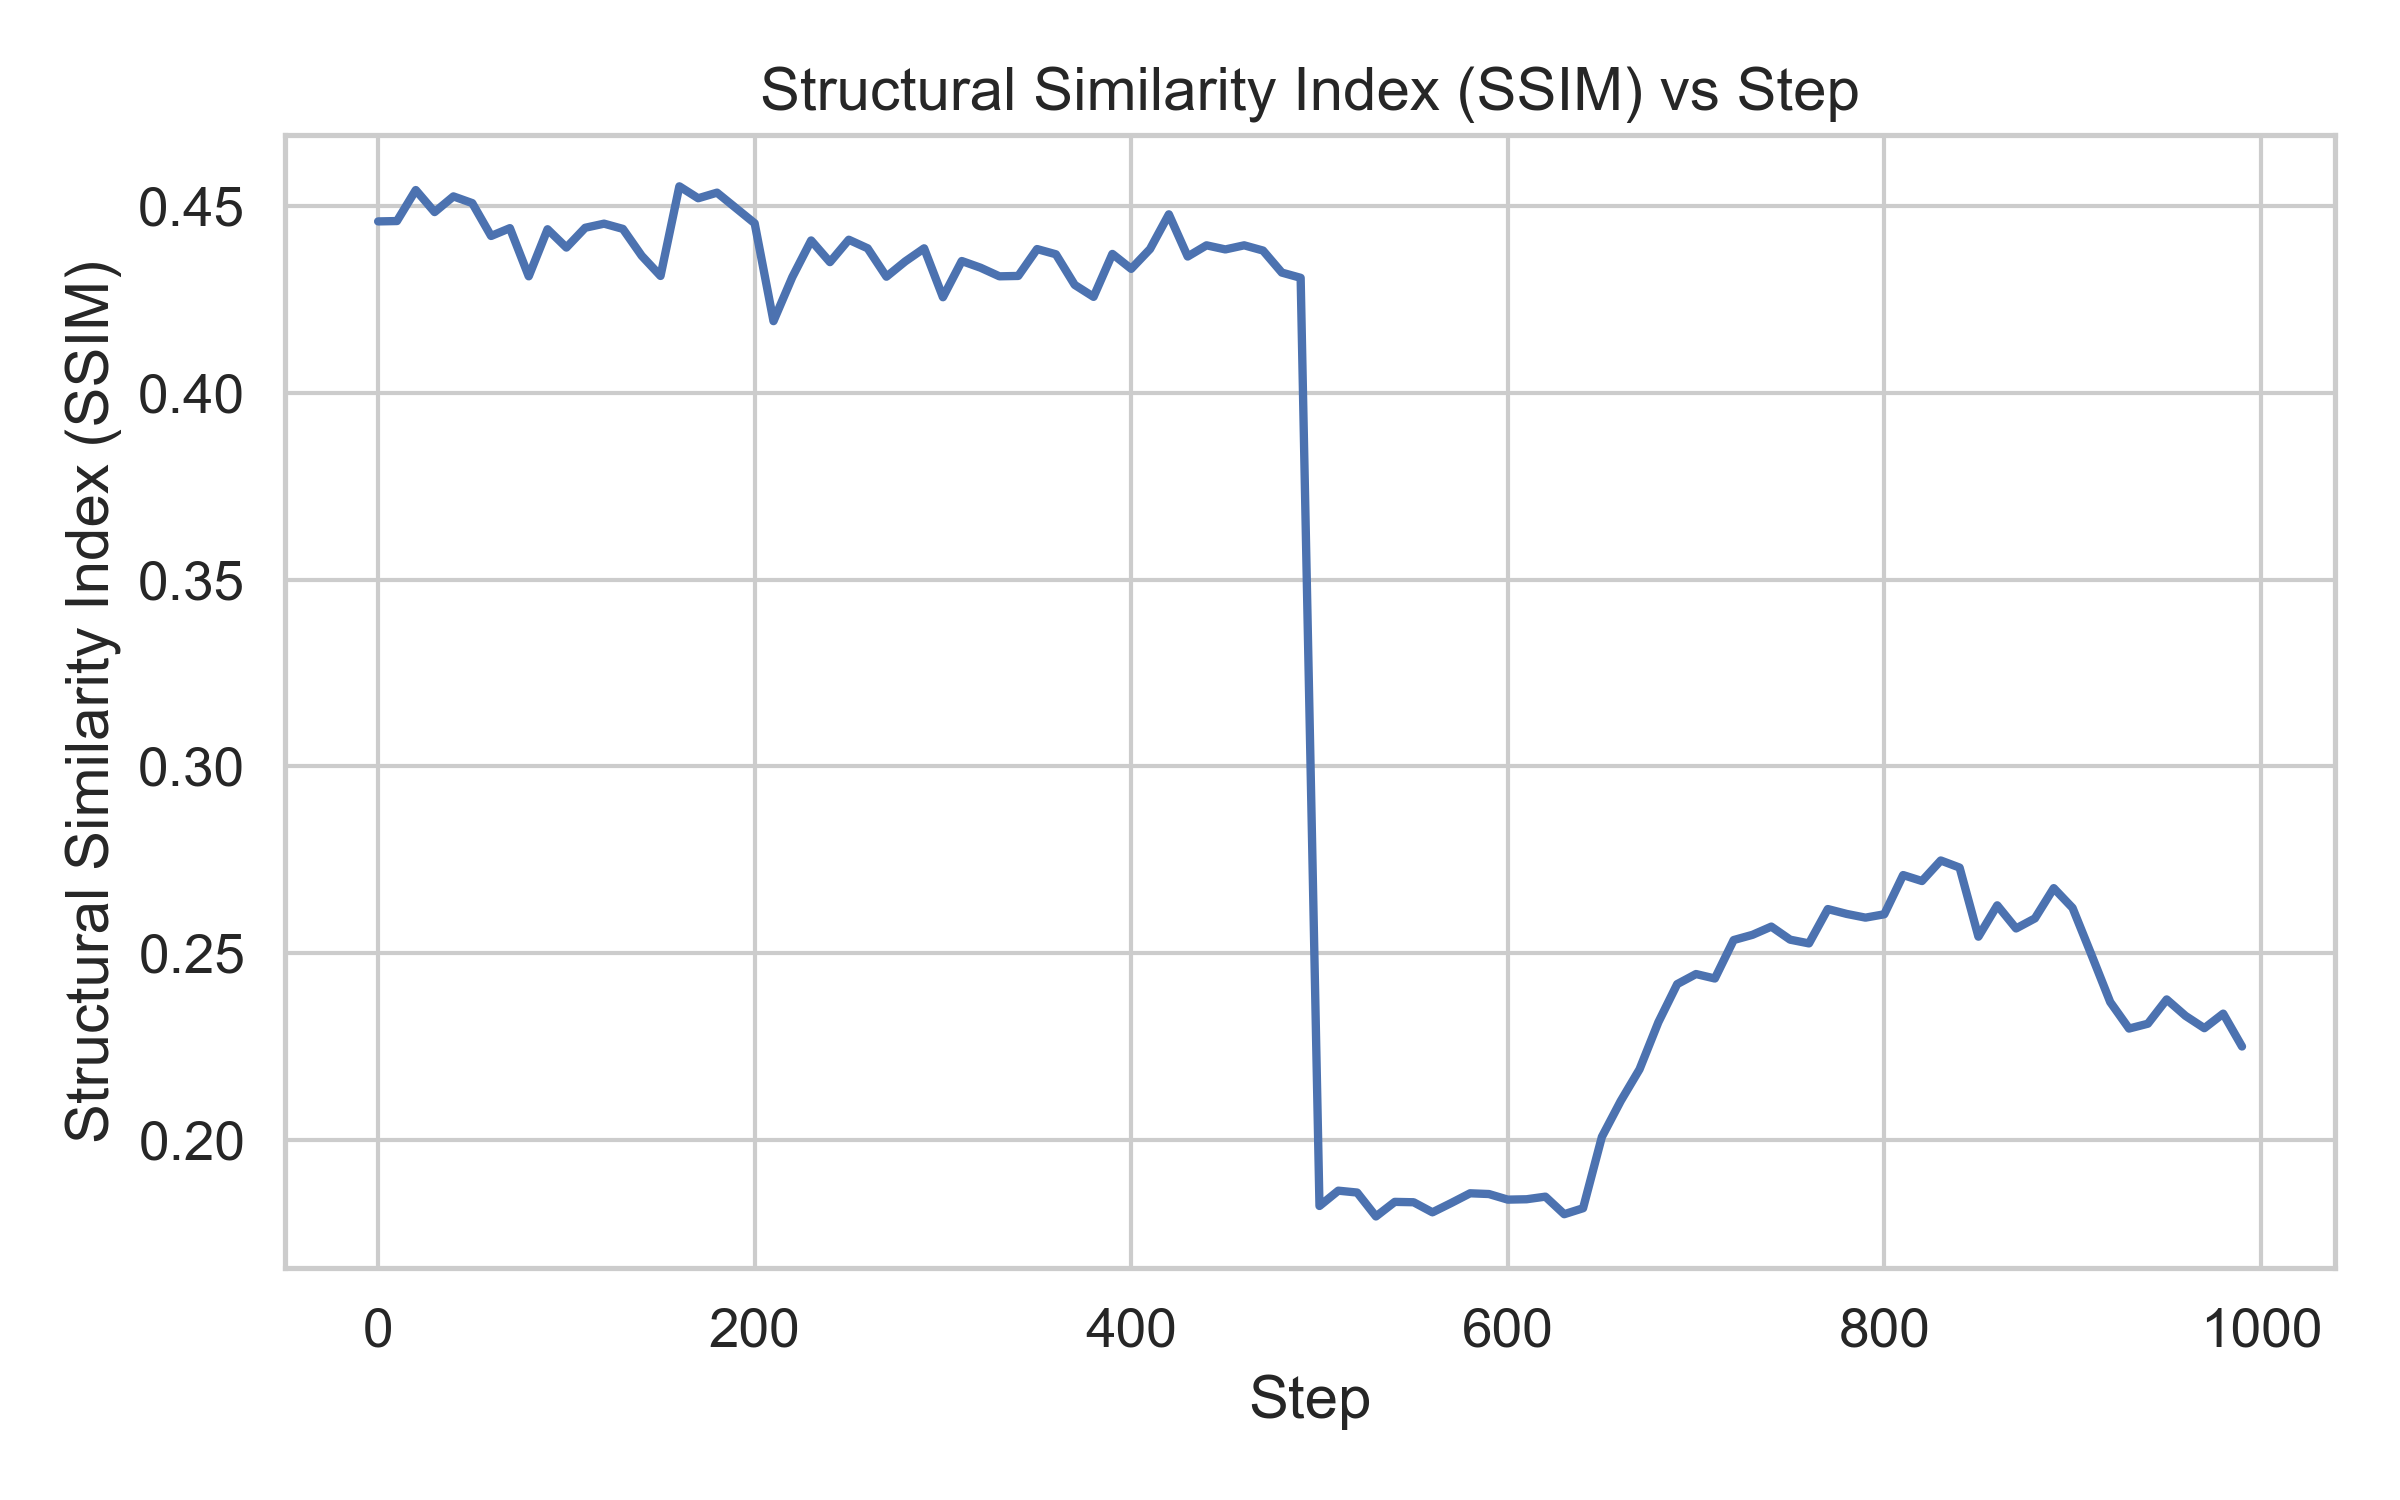 Structural Similarity Index (SSIM) vs Step
Structural Similarity Index (SSIM)
0.45
0.40
0.35
0.30
0.25
0.20
0 200 400 600 800 1000
Step